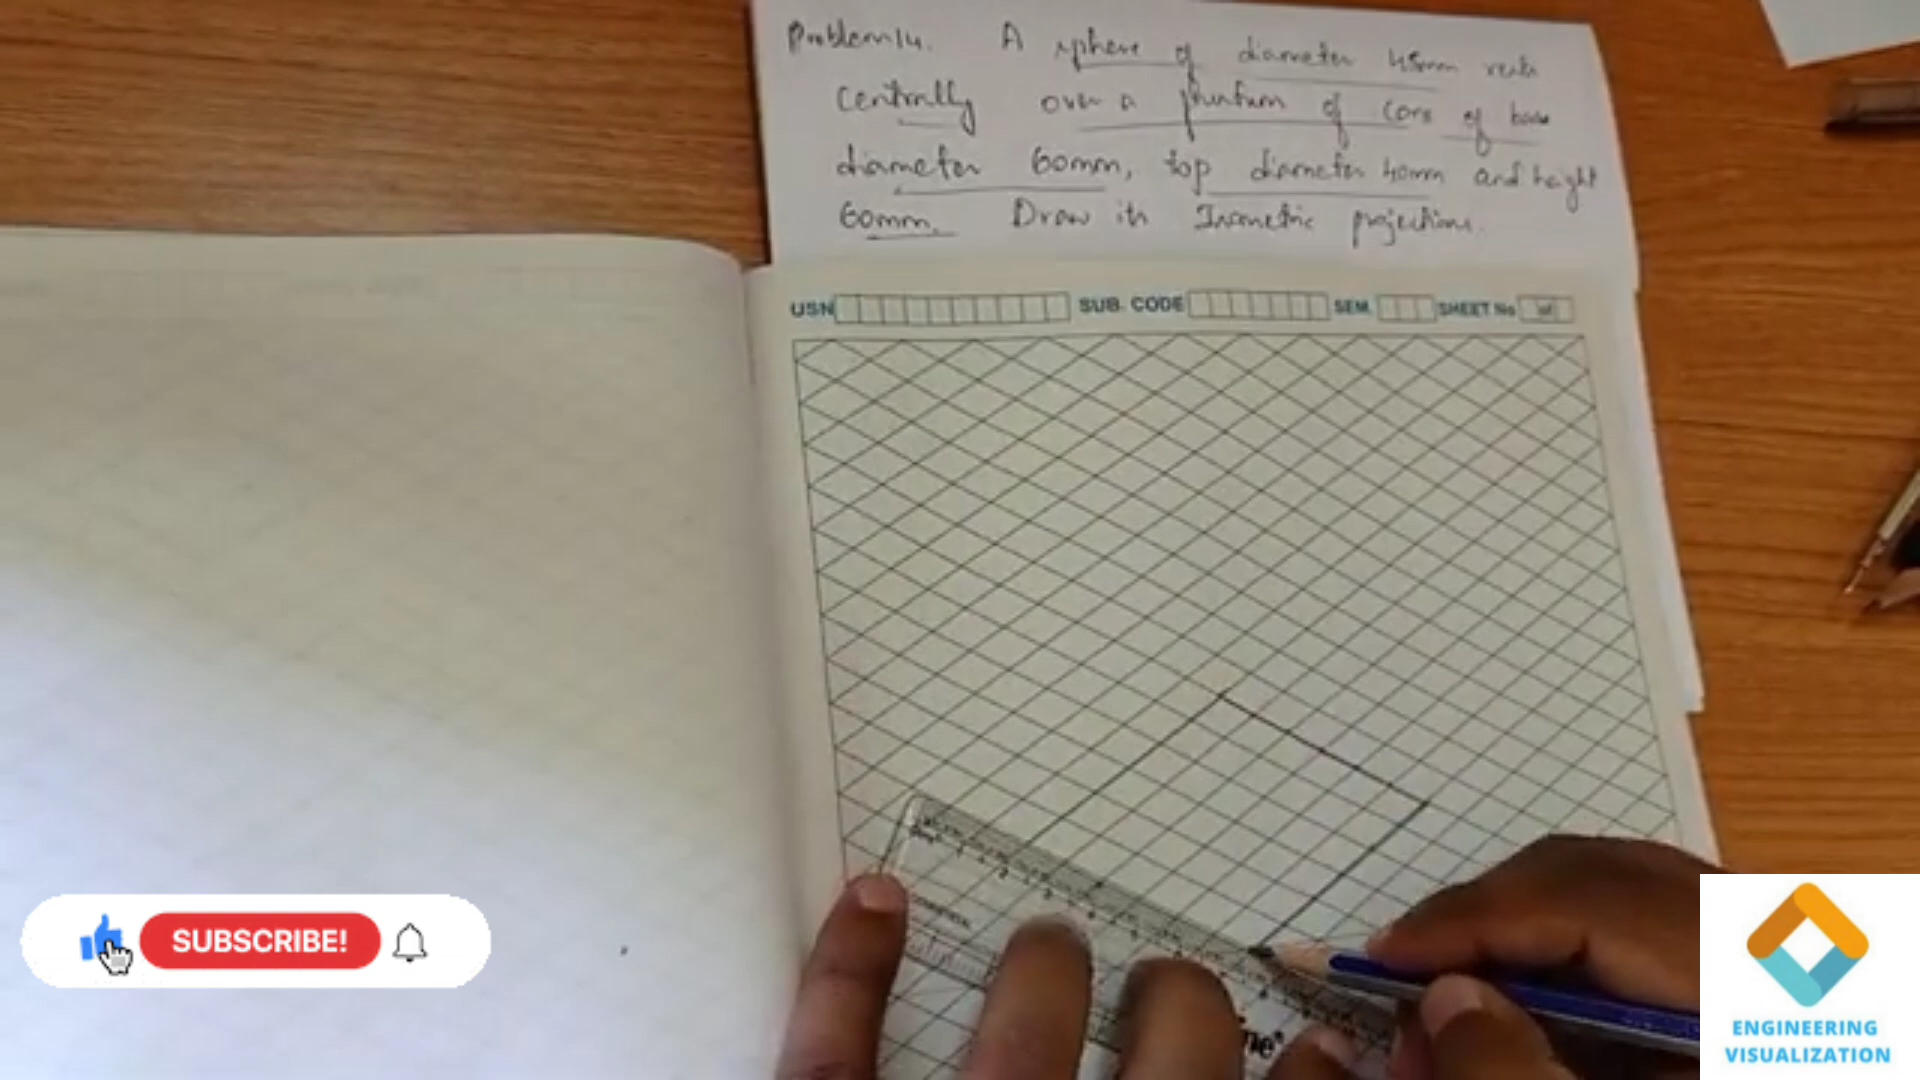 Problem 14. A sphere of diameter 45mm rests
Centrally over a frustum of cone of base
diameter 60mm, top diameter 40mm and height
60mm. Draw its Isometric projections.
USN SUB. CODE SEM. SHEET No
SUBSCRIBE!
ENGINEERING
VISUALIZATION